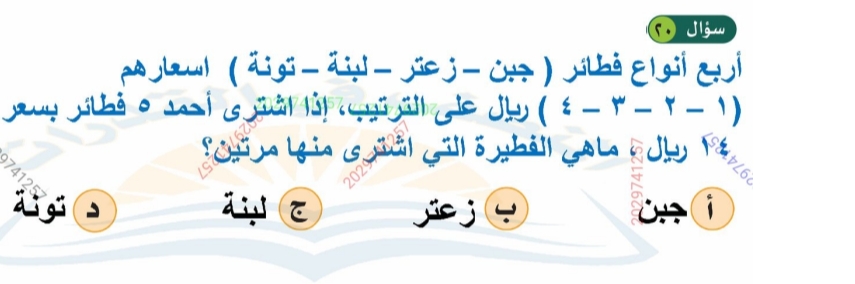 سؤال ٢٠
أربع أنواع فطائر ( جبن – زعتر – لبنة – تونة ) اسعارهم
(١ – ٢ – ٣ – ٤ ) ريال على الترتيب، إذا اشترى أحمد ٥ فطائر بسعر
١٤ ريال ، ماهي الفطيرة التي اشترى منها مرتين؟
أ جبن
ب زعتر
ج لبنة
د تونة